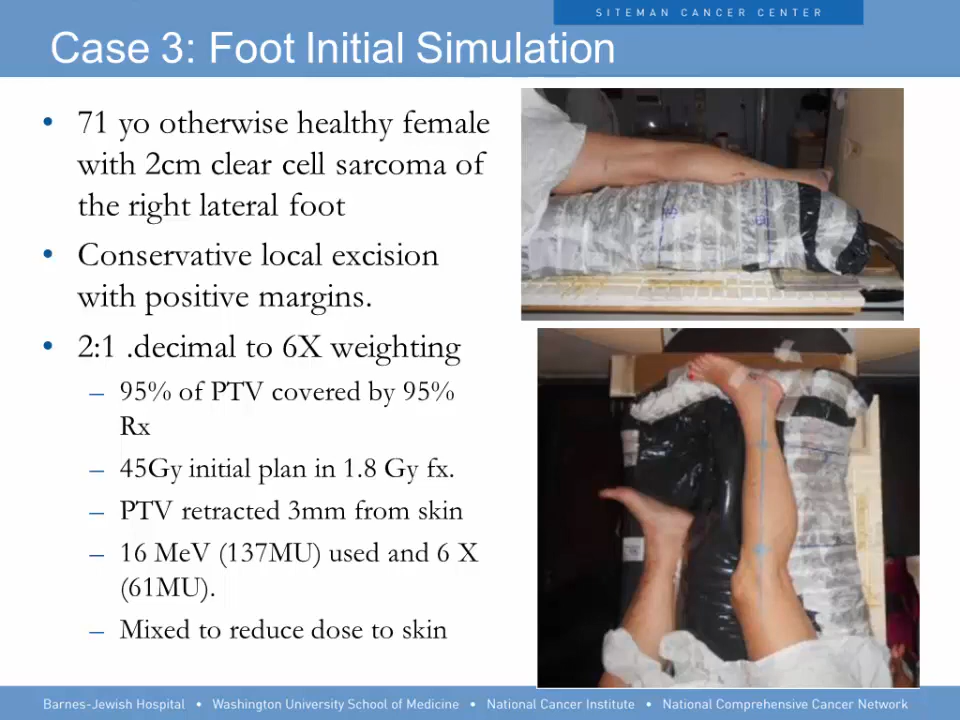 SITEMAN CANCER CENTER
Case 3: Foot Initial Simulation
• 71 yo otherwise healthy female
with 2cm clear cell sarcoma of
the right lateral foot
• Conservative local excision
with positive margins.
• 2:1 .decimal to 6X weighting
– 95% of PTV covered by 95%
Rx
– 45Gy initial plan in 1.8 Gy fx.
– PTV retracted 3mm from skin
– 16 MeV (137MU) used and 6 X
(61MU).
– Mixed to reduce dose to skin
Barnes-Jewish Hospital • Washington University School of Medicine • National Cancer Institute • National Comprehensive Cancer Network